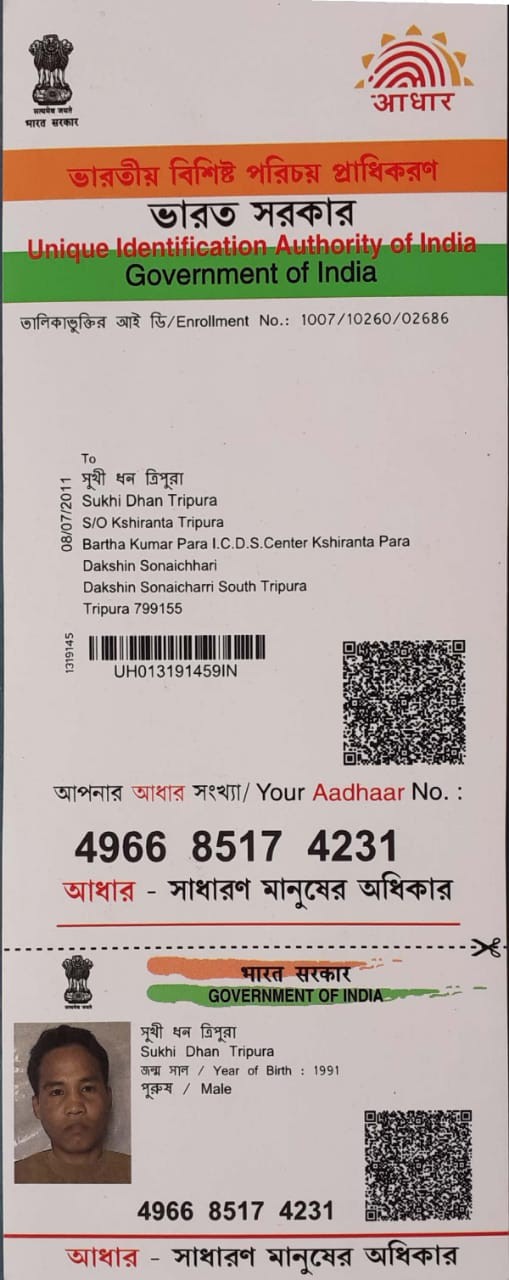 सत्यमेव जयते
भारत सरकार
आधार
ভারতীয় বিশিষ্ট পরিচয় প্রাধিকরণ
ভারত সরকার
Unique Identification Authority of India
Government of India
তালিকাভুক্তির আই ডি/Enrollment No.: 1007/10260/02686
08/07/2011
To
সুখী ধন ত্রিপুরা
Sukhi Dhan Tripura
S/O Kshiranta Tripura
Bartha Kumar Para I.C.D.S.Center Kshiranta Para
Dakshin Sonaichhari
Dakshin Sonaicharri South Tripura
Tripura 799155
1319145
UH013191459IN
আপনার আধার সংখ্যা/ Your Aadhaar No. :
4966 8517 4231
আধার - সাধারণ মানুষের অধিকার
भारत सरकार
GOVERNMENT OF INDIA
সুখী ধন ত্রিপুরা
Sukhi Dhan Tripura
জন্ম সাল / Year of Birth : 1991
পুরুষ / Male
4966 8517 4231
আধার - সাধারণ মানুষের অধিকার